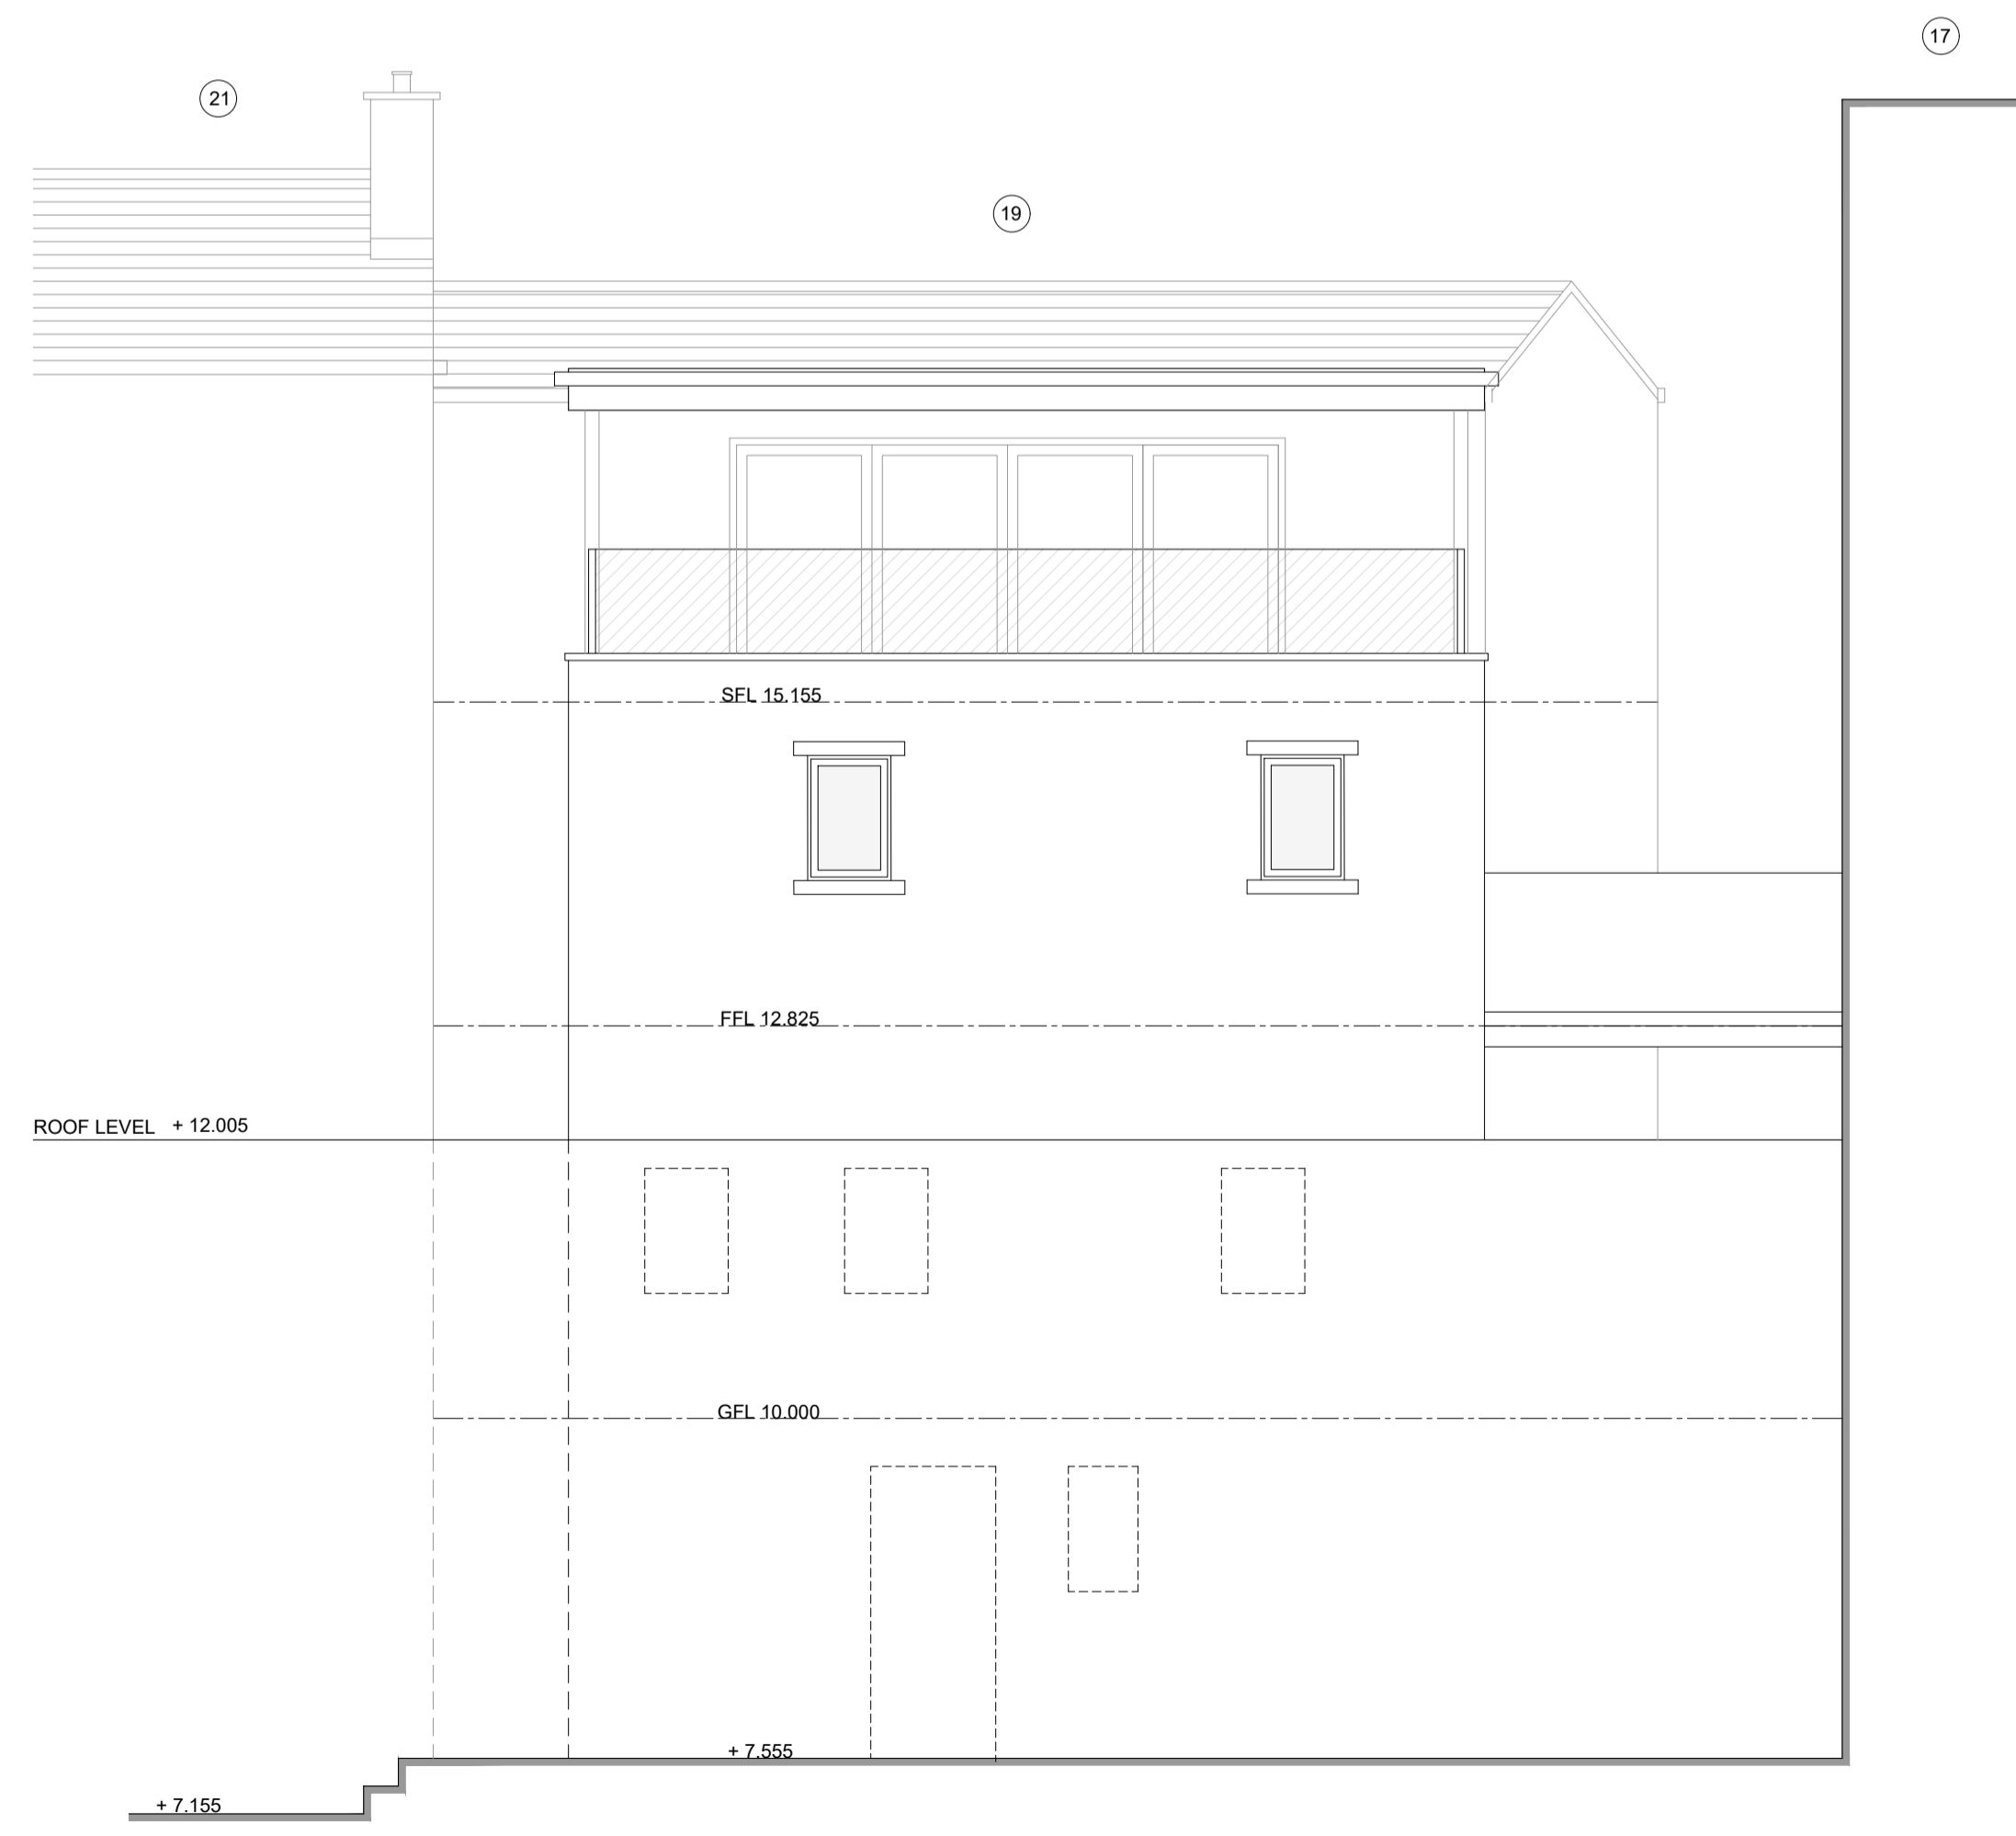 17
21
19
SFL 15.155
FFL 12.825
ROOF LEVEL + 12.005
GFL 10.000
+ 7.555
+ 7.155